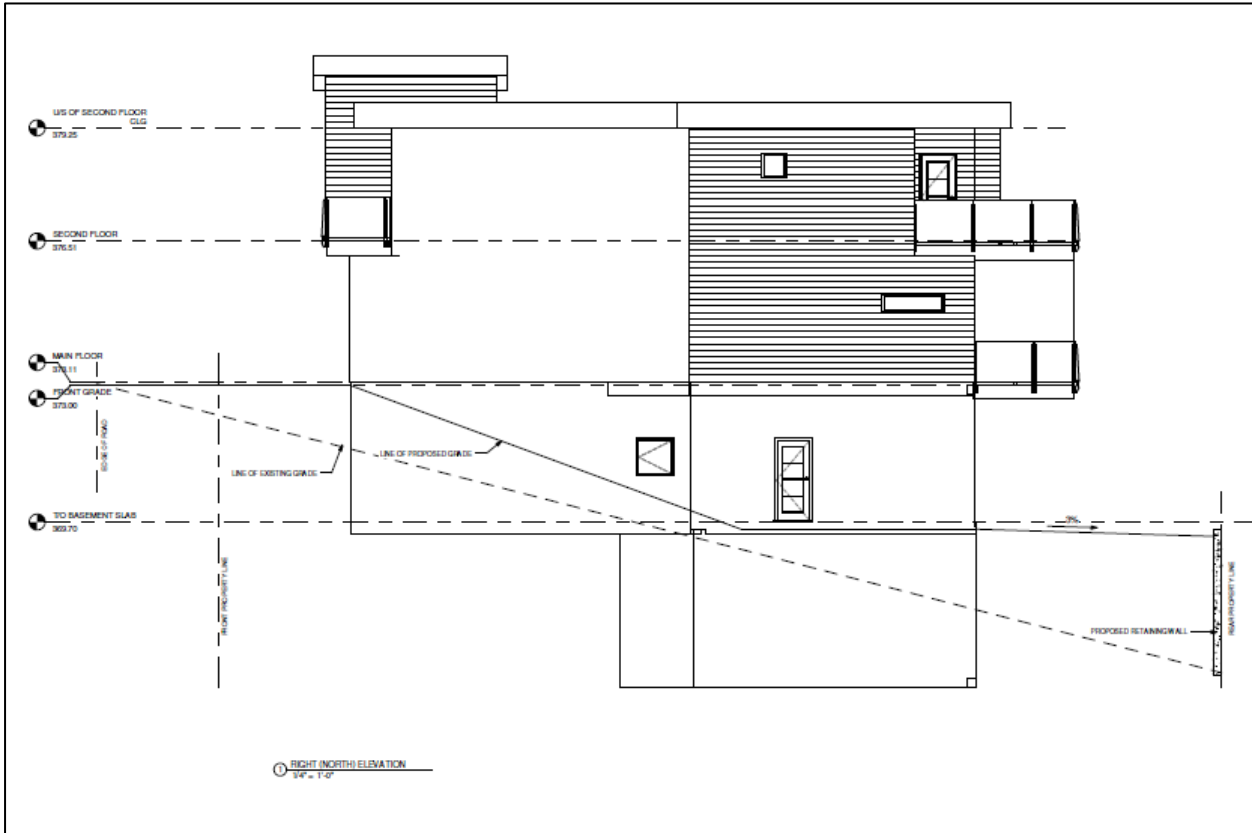 U/S OF SECOND FLOOR
CLG
379.25
SECOND FLOOR
376.51
MAIN FLOOR
373.11
FRONT GRADE
373.00
EDGE OF ROAD
LINE OF EXISTING GRADE
LINE OF PROPOSED GRADE
T/O BASEMENT SLAB
369.70
FRONT PROPERTY LINE
PROPOSED RETAINING WALL
REAR PROPERTY LINE
1
RIGHT (NORTH) ELEVATION
1/4" = 1'-0"